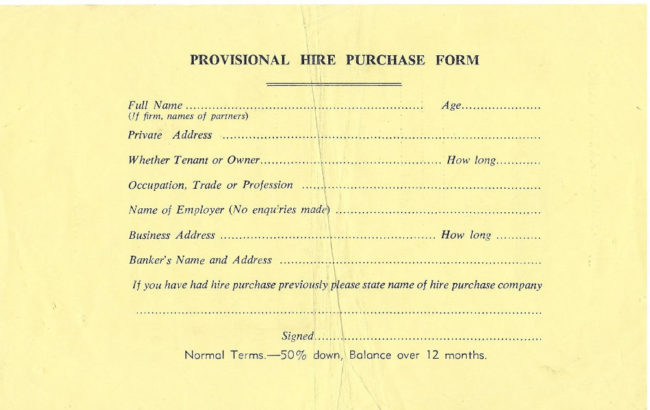 PROVISIONAL HIRE PURCHASE FORM
Full Name .................................................................... Age......................
(If firm, names of partners)
Private Address ..........................................................................................
Whether Tenant or Owner..................................................... How long............
Occupation, Trade or Profession ....................................................................
Name of Employer (No enquiries made) ...........................................................
Business Address .............................................................. How long ............
Banker's Name and Address ...........................................................................
If you have had hire purchase previously please state name of hire purchase company
....................................................................................................................
Signed.................................................................
Normal Terms.—50% down, Balance over 12 months.